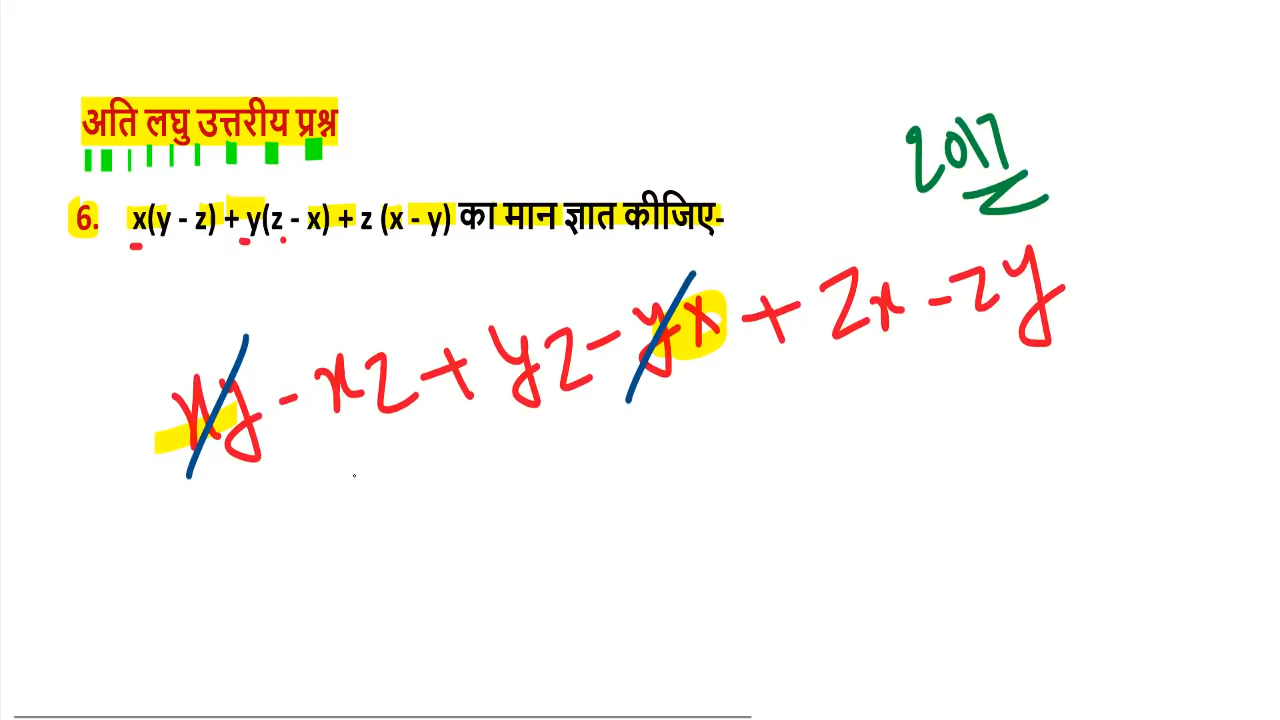 अति लघु उत्तरीय प्रश्न
2017
6. x(y - z) + y(z - x) + z (x - y) का मान ज्ञात कीजिए-
xy - xz + yz - yx + zx - zy